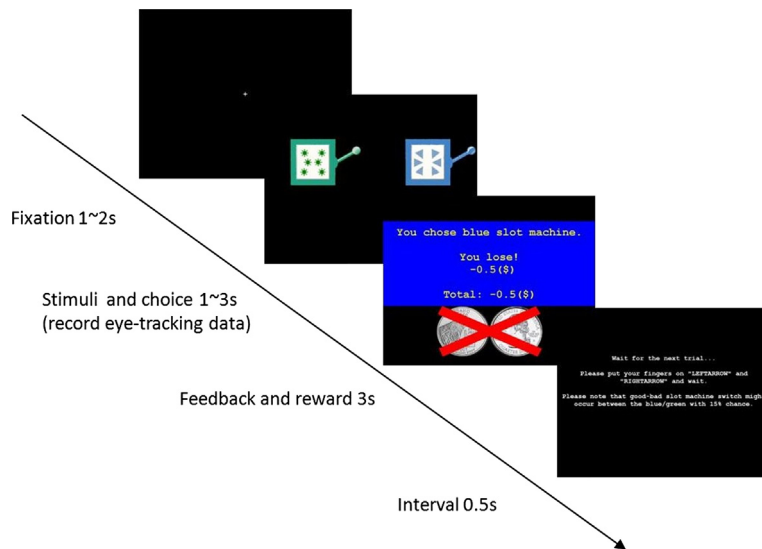 Fixation 1~2s
Stimuli and choice 1~3s
(record eye-tracking data)
You chose blue slot machine.
You lose!
-0.5($)
Total: -0.5($)
Feedback and reward 3s
Wait for the next trial...
Please put your fingers on "LEFTARROW" and
"RIGHTARROW" and wait.
Please note that good-bad slot machine switch migh
occur between the blue/green with 15% chance.
Interval 0.5s